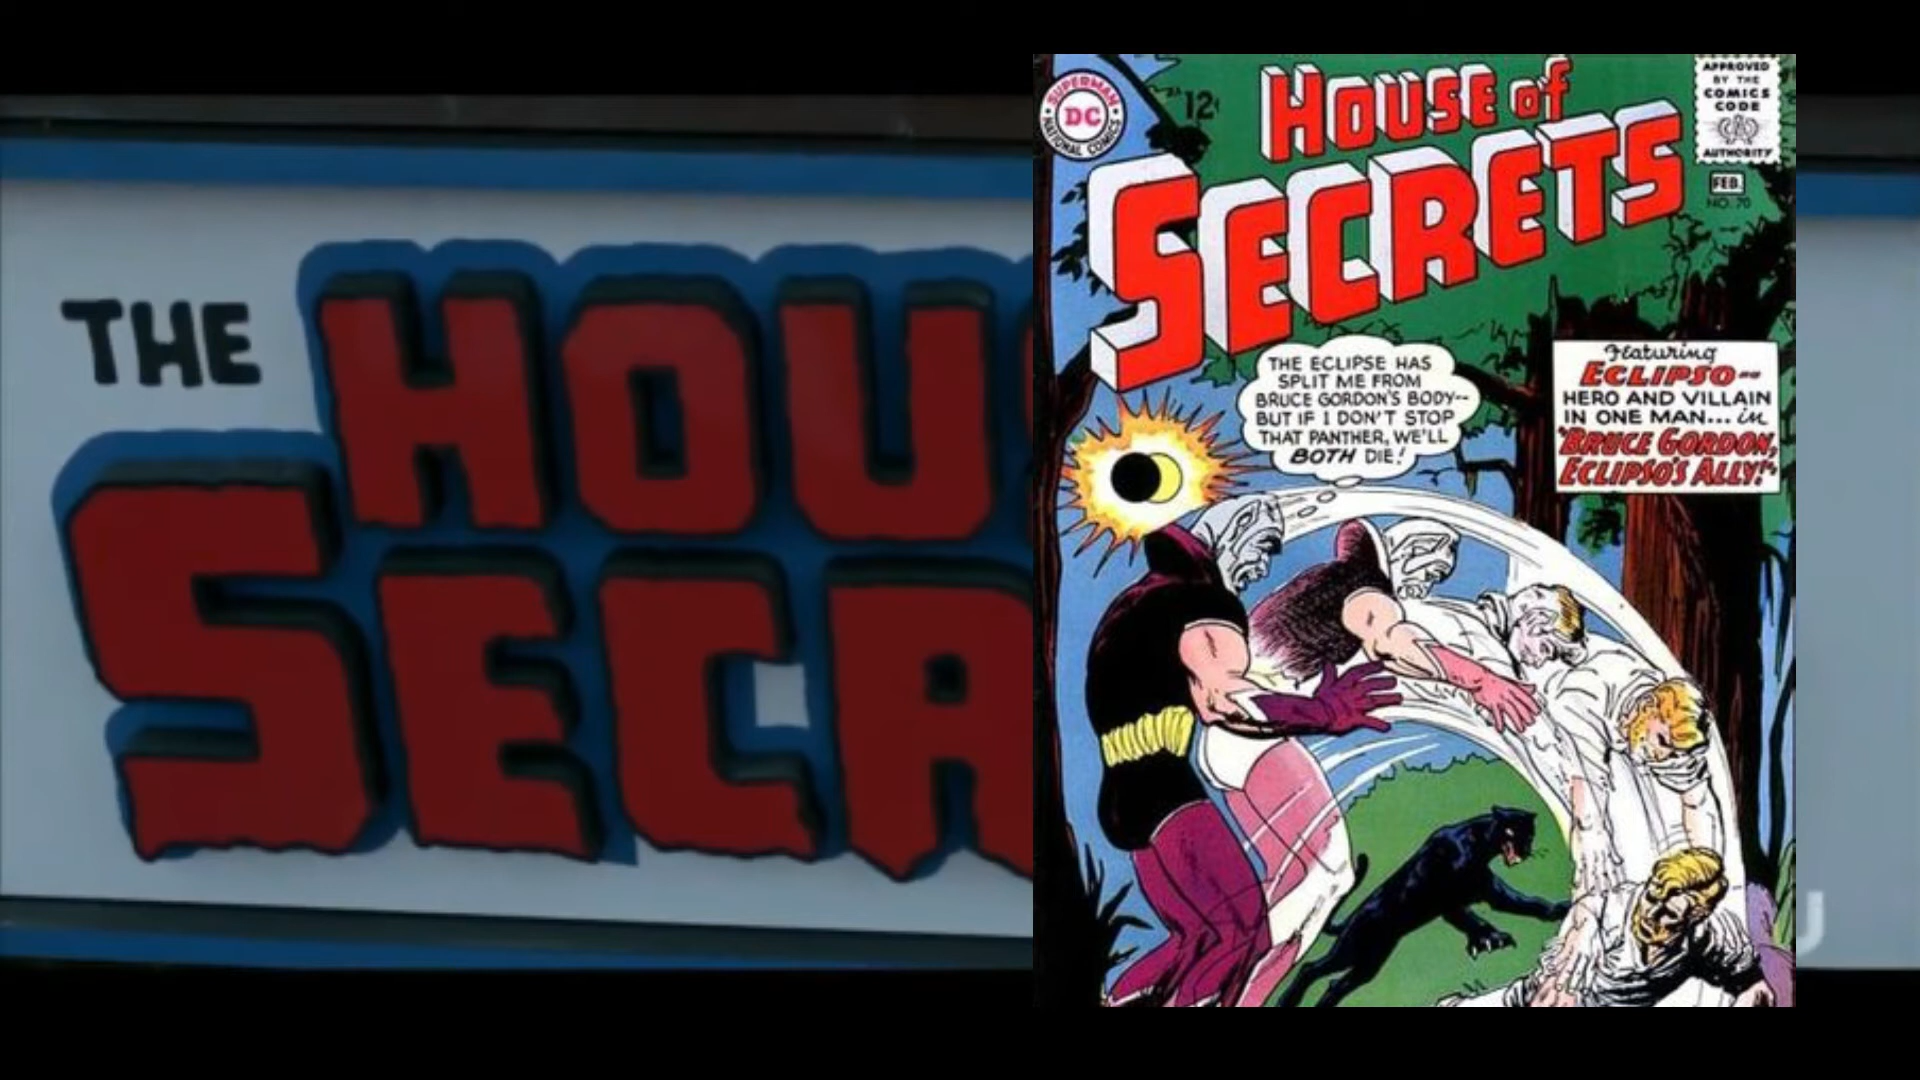 THE HOU
SECR
SUPERMAN
DC
NATIONAL COMICS
12¢
HOUSE of
SECRETS
APPROVED
BY THE
COMICS
CODE
AUTHORITY
FEB.
NO. 70
THE ECLIPSE HAS
SPLIT ME FROM
BRUCE GORDON'S BODY--
BUT IF I DON'T STOP
THAT PANTHER, WE'LL
BOTH DIE!
Featuring
ECLIPSO--
HERO AND VILLAIN
IN ONE MAN... in
"BRUCE GORDON,
ECLIPSO'S ALLY!"